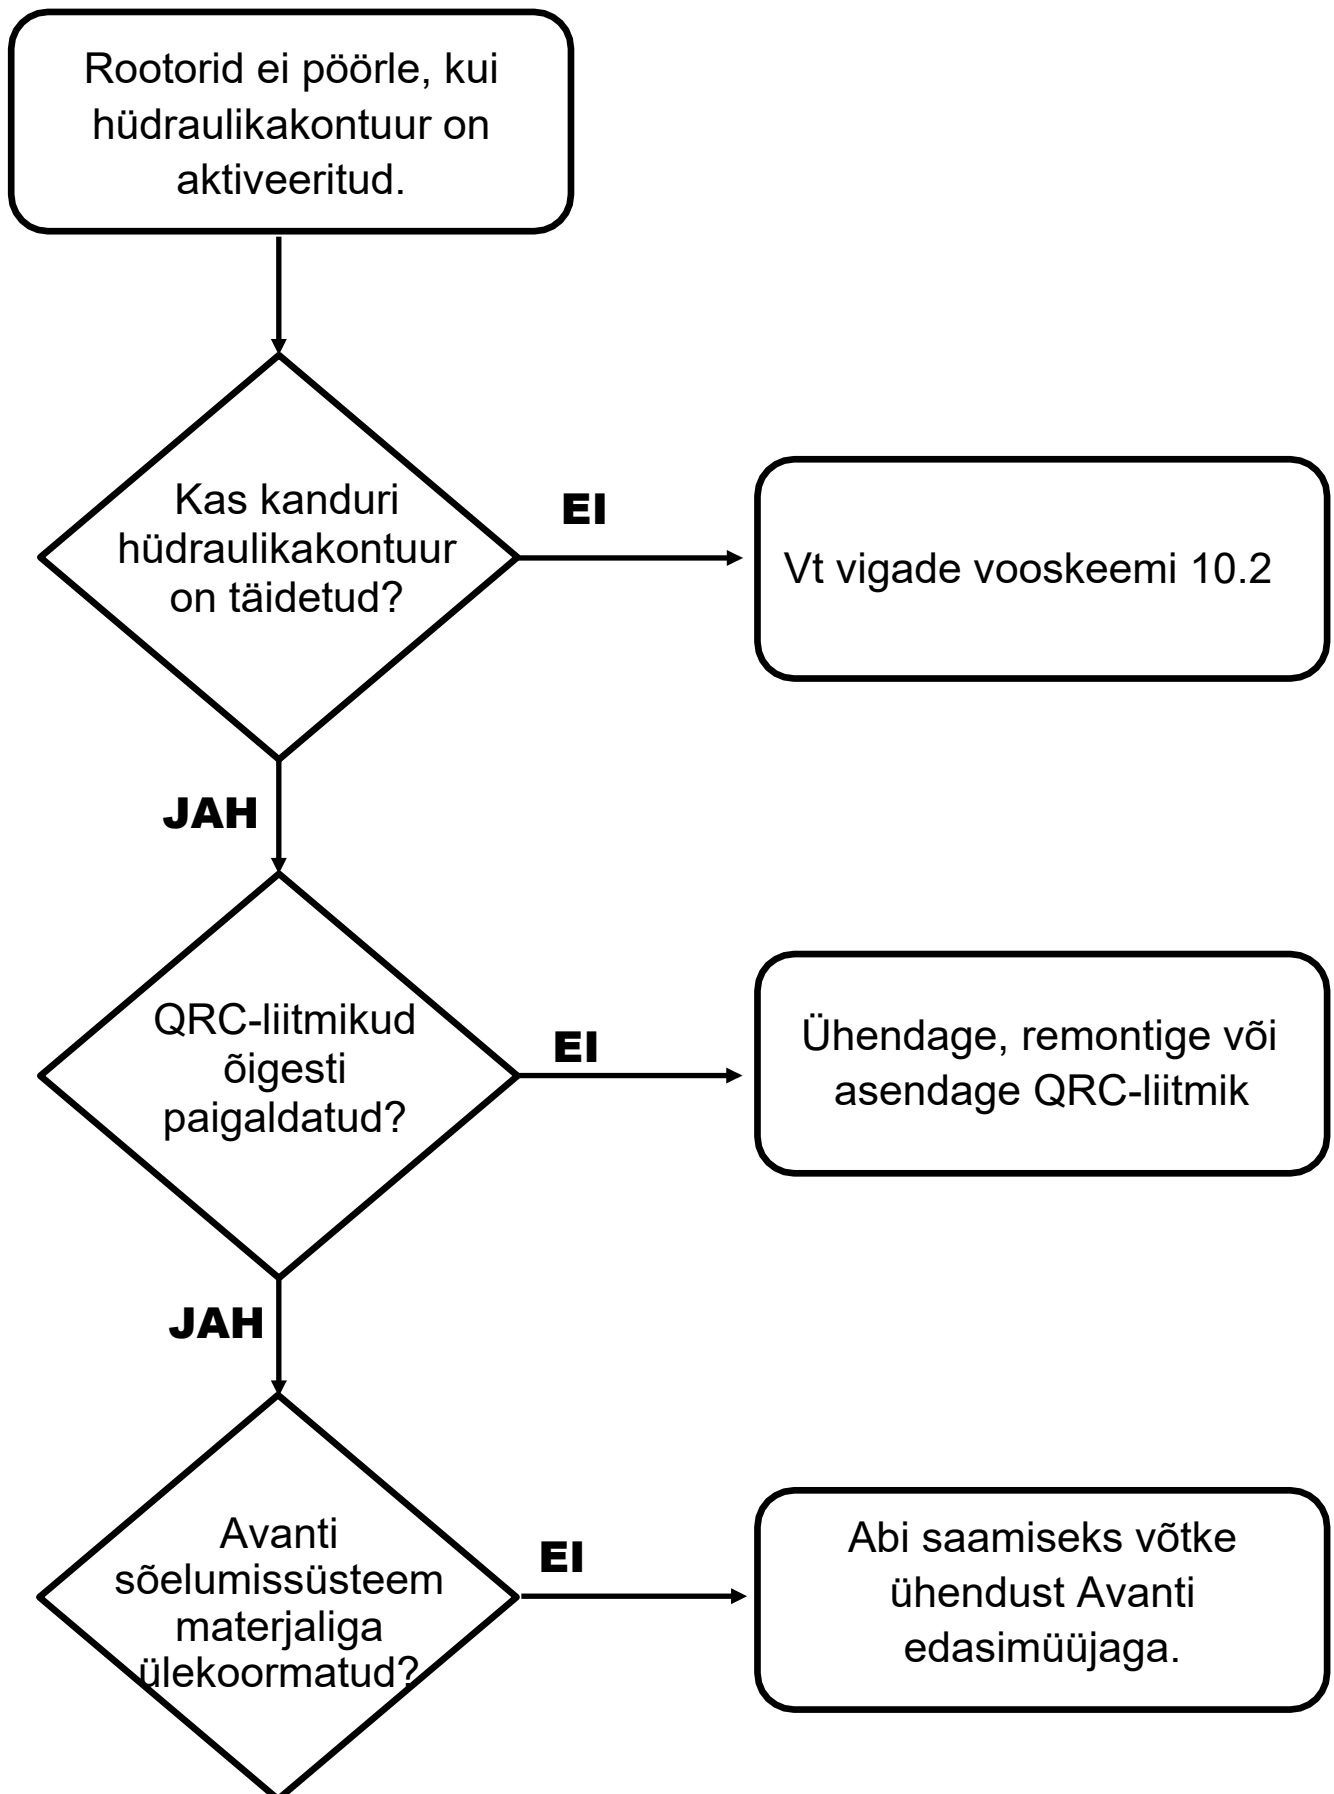 Rootorid ei pöörle, kui
hüdraulikakontuur on
aktiveeritud.
Kas kanduri
hüdraulikakontuur
on täidetud?
EI
Vt vigade vooskeemi 10.2
JAH
QRC-liitmikud
õigesti
paigaldatud?
EI
Ühendage, remontige või
asendage QRC-liitmik
JAH
Avanti
sõelumissüsteem
materjaliga
ülekoormatud?
EI
Abi saamiseks võtke
ühendust Avanti
edasimüüjaga.